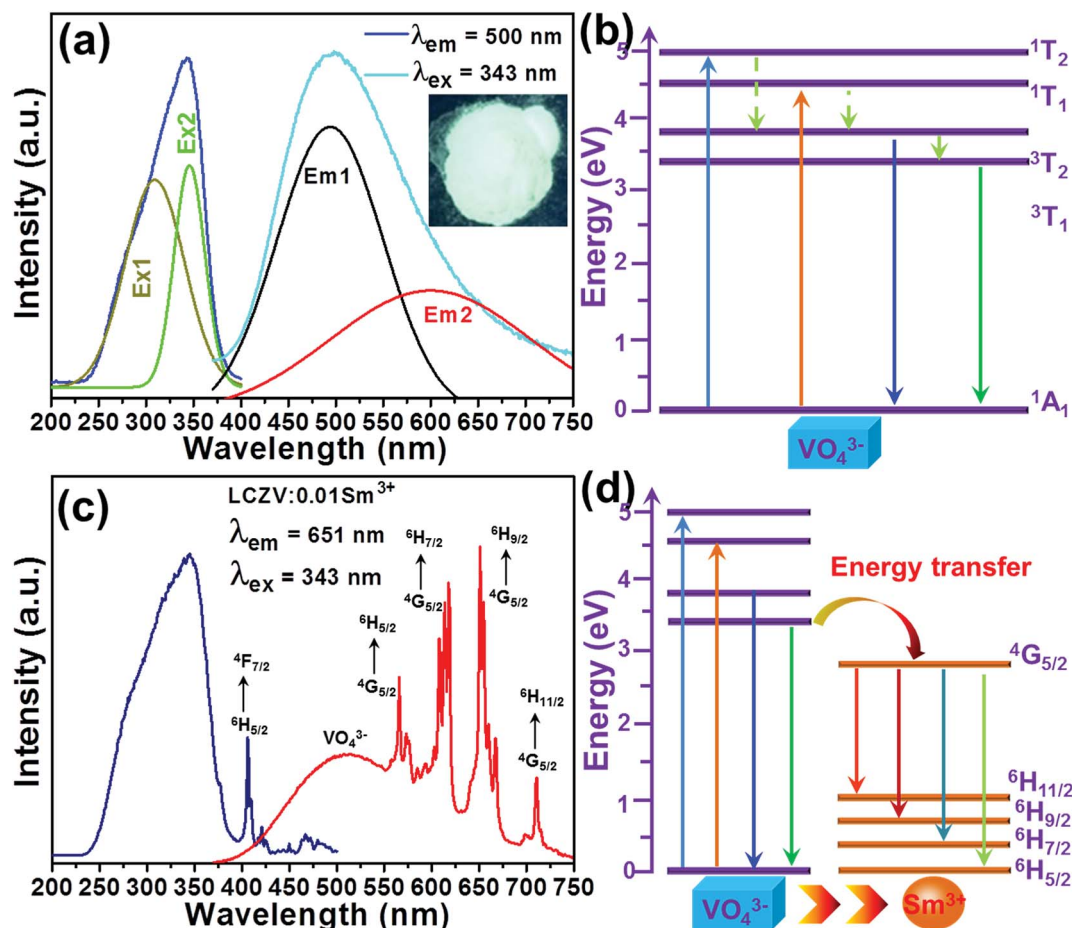 (a)
λem = 500 nm
λex = 343 nm
Ex1
Ex2
Em1
Em2
Intensity (a.u.)
200 250 300 350 400 450 500 550 600 650 700 750
Wavelength (nm)
(b)
Energy (eV)
5
4
3
2
1
0
¹T₂
¹T₁
³T₂
³T₁
¹A₁
VO₄³⁻
(c)
LCZV:0.01Sm³⁺
λem = 651 nm
λex = 343 nm
⁴F₇/₂
⁶H₅/₂
VO₄³⁻
⁶H₅/₂
⁴G₅/₂
⁶H₇/₂
⁴G₅/₂
⁶H₉/₂
⁴G₅/₂
⁶H₁₁/₂
⁴G₅/₂
Intensity (a.u.)
200 250 300 350 400 450 500 550 600 650 700 750
Wavelength (nm)
(d)
Energy (eV)
5
4
3
2
1
0
Energy transfer
⁴G₅/₂
⁶H₁₁/₂
⁶H₉/₂
⁶H₇/₂
⁶H₅/₂
VO₄³⁻
Sm³⁺